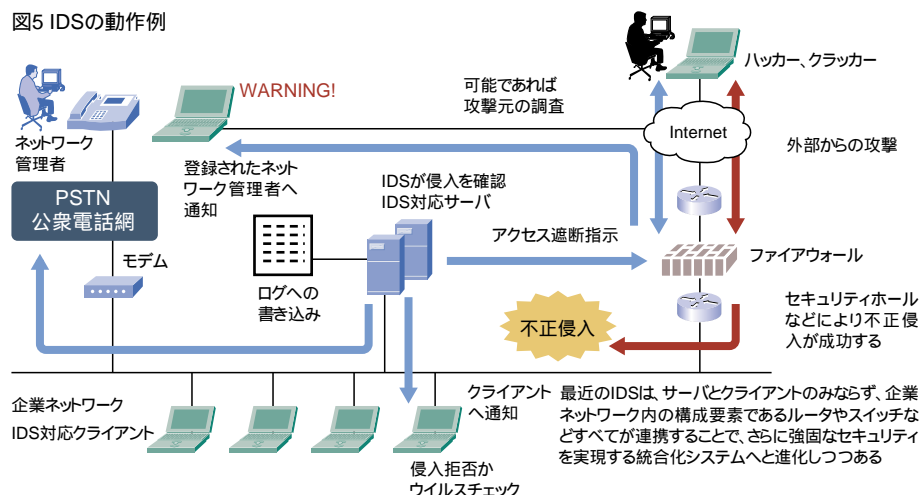 図5 IDSの動作例
WARNING!
可能であれば
攻撃元の調査
ハッカー、クラッカー
Internet
外部からの攻撃
ネットワーク
管理者
登録されたネット
ワーク管理者へ
通知
IDSが侵入を確認
IDS対応サーバ
PSTN
公衆電話網
アクセス遮断指示
ファイアウォール
モデム
ログへの
書き込み
不正侵入
セキュリティホール
などにより不正侵
入が成功する
企業ネットワーク
IDS対応クライアント
クライアント
へ通知
侵入拒否か
ウイルスチェック
最近のIDSは、サーバとクライアントのみならず、企業
ネットワーク内の構成要素であるルータやスイッチな
どすべてが連携することで、さらに強固なセキュリティ
を実現する統合化システムへと進化しつつある